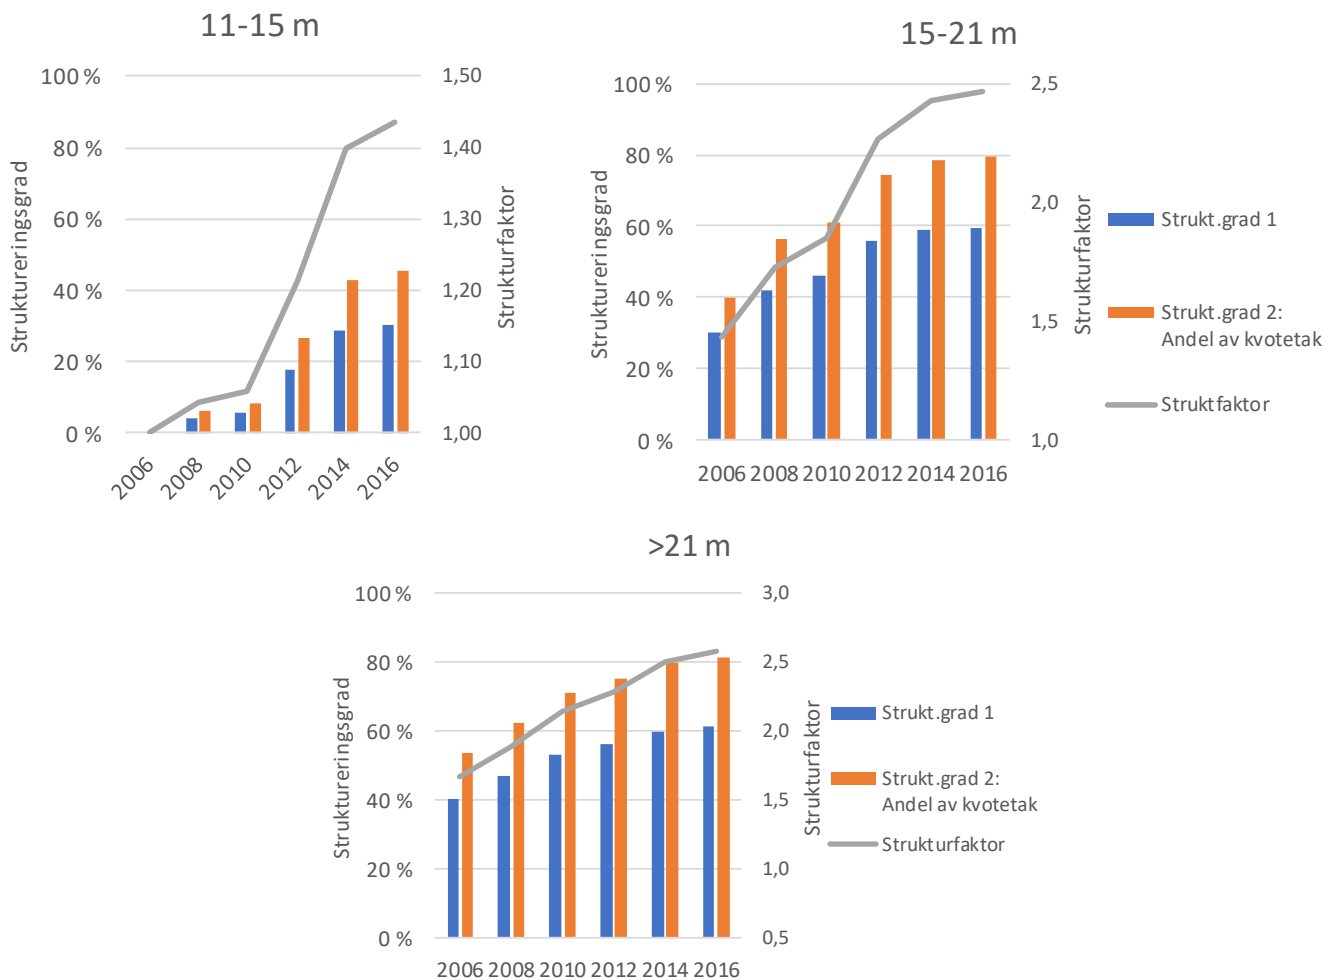 11-15 m
100 %
80 %
60 %
40 %
20 %
0 %
Struktureringsgrad
1,50
1,40
1,30
1,20
1,10
1,00
Strukturfaktor
2006
2008
2010
2012
2014
2016
15-21 m
100 %
80 %
60 %
40 %
20 %
0 %
Struktureringsgrad
2,5
2,0
1,5
1,0
Strukturfaktor
2006 2008 2010 2012 2014 2016
Strukt.grad 1
Strukt.grad 2:
Andel av kvotetak
Struktfaktor
>21 m
100 %
80 %
60 %
40 %
20 %
0 %
Struktureringsgrad
3,0
2,5
2,0
1,5
1,0
0,5
Strukturfaktor
2006 2008 2010 2012 2014 2016
Strukt.grad 1
Strukt.grad 2:
Andel av kvotetak
Strukturfaktor